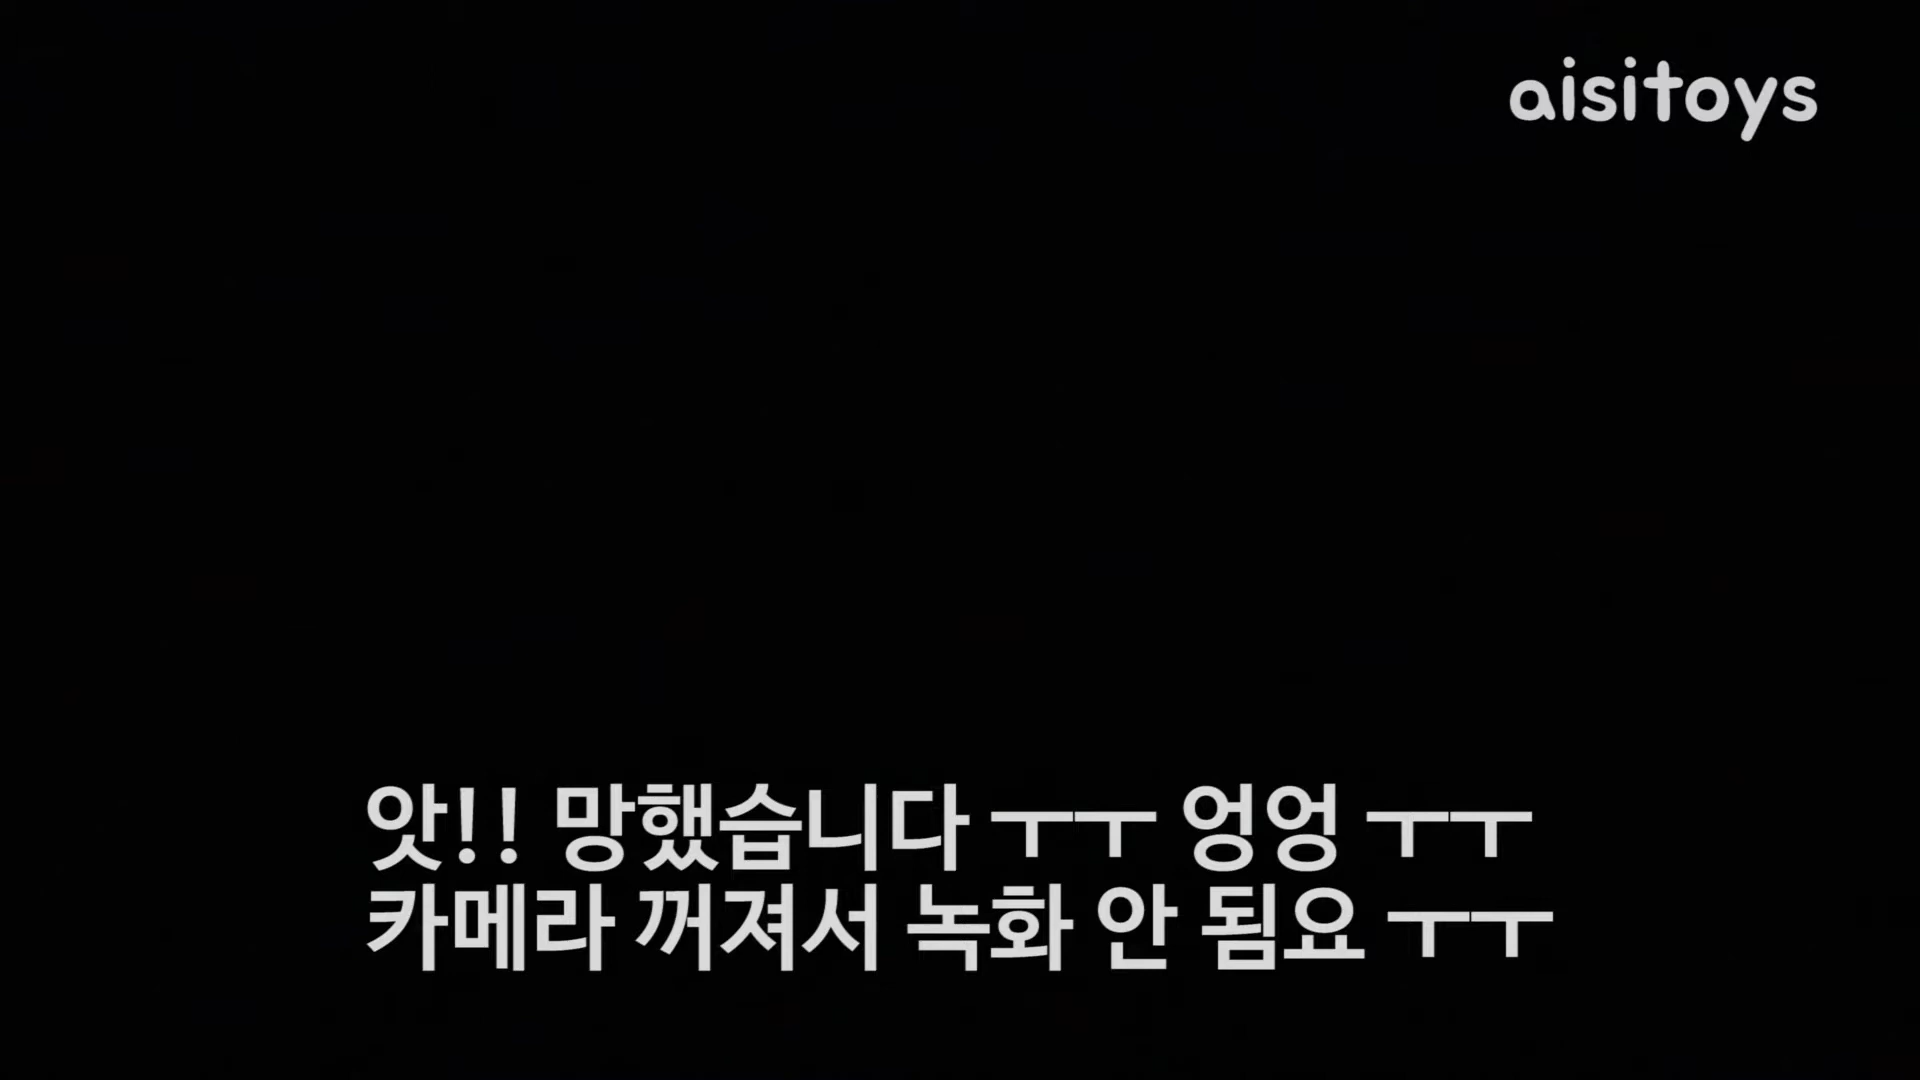 aisitoys
앗!! 망했습니다 ㅜㅜ 엉엉 ㅜㅜ
카메라 꺼져서 녹화 안 됨요 ㅜㅜ